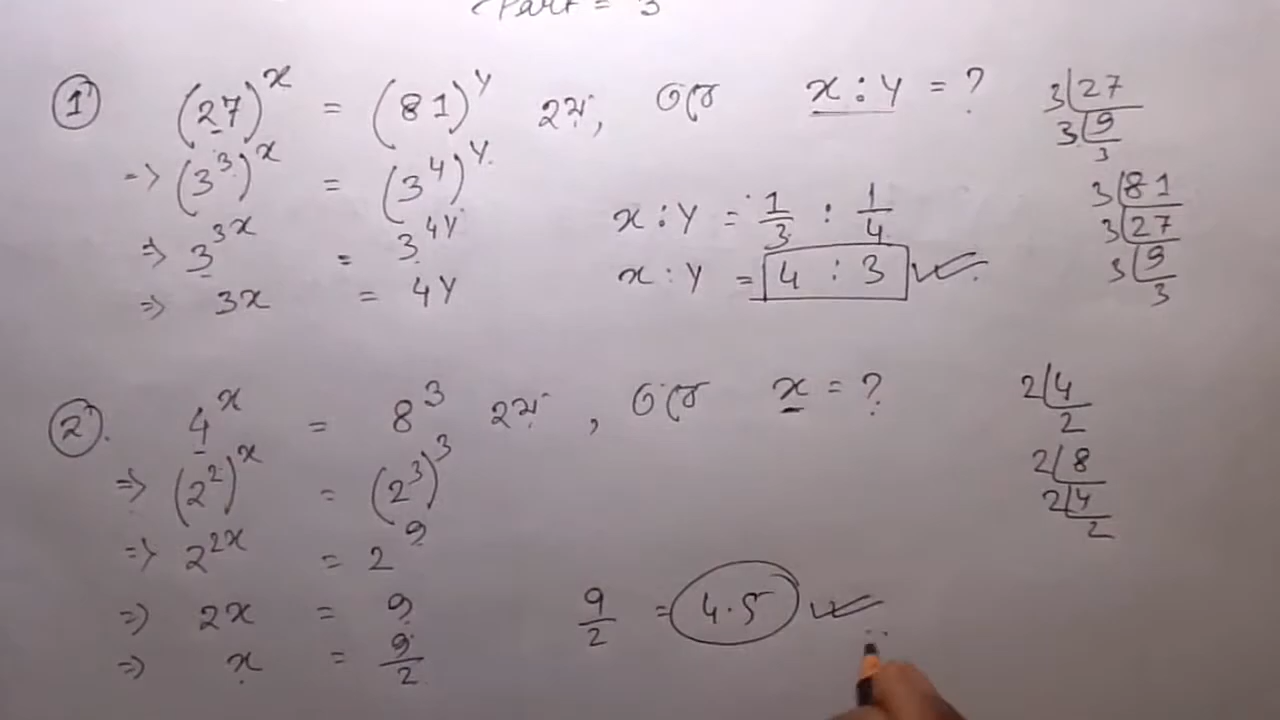 Part = 3
① (27)^x = (81)^y হয়, তবে x : y = ?
=> (3^3)^x = (3^4)^y
=> 3^3x = 3^4y
=> 3x = 4y
x : y = 1/3 : 1/4
x : y = 4 : 3
3 27
3 9
3
3 81
3 27
3 9
3
②. 4^x = 8^3 হয়, তবে x = ?
=> (2^2)^x = (2^3)^3
=> 2^2x = 2^9
=> 2x = 9
=> x = 9/2
9/2 = 4.5
2 4
2
2 8
2 4
2